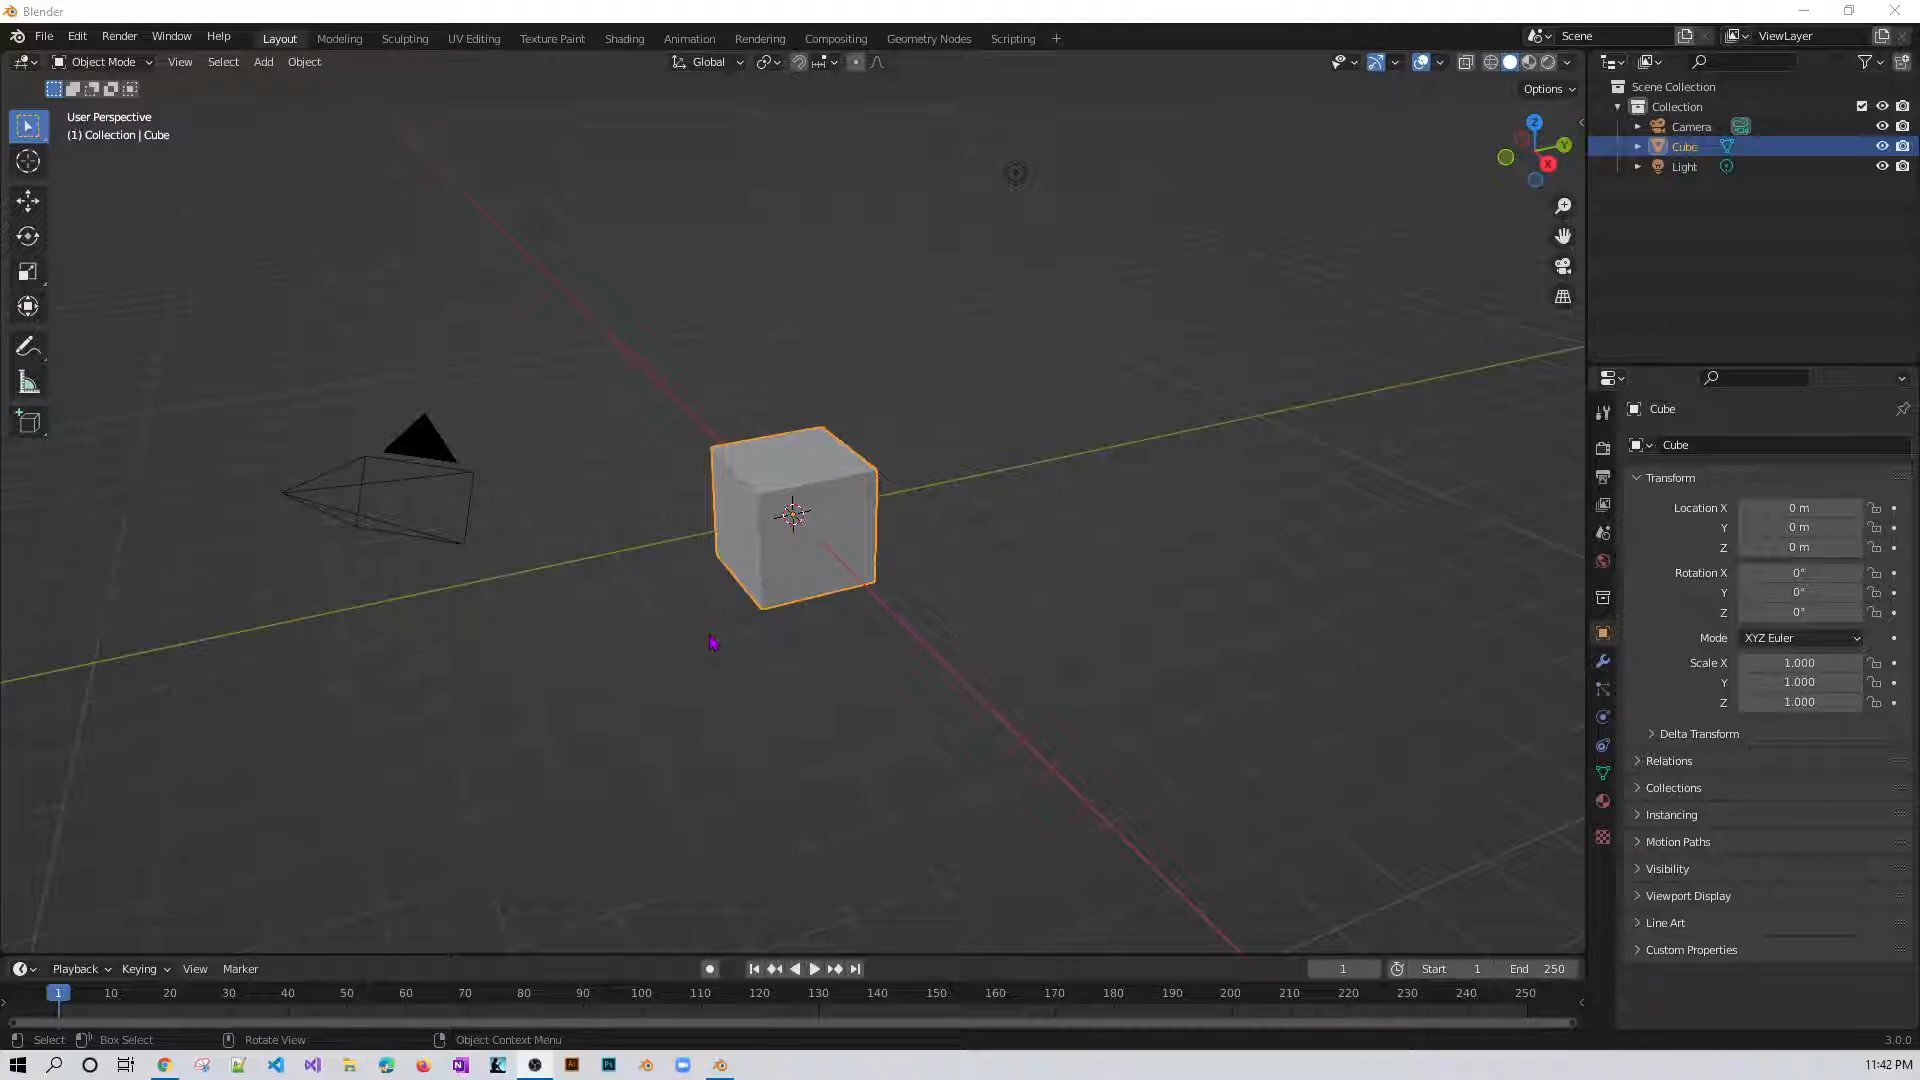 Blender
File Edit Render Window Help Layout Modeling Sculpting UV Editing Texture Paint Shading Animation Rendering Compositing Geometry Nodes Scripting + Scene ViewLayer
Object Mode View Select Add Object Global
Options
User Perspective
(1) Collection | Cube
Z
Y
X
Scene Collection
Collection
Camera
Cube
Light
Cube
Cube
Transform
Location X 0 m
Y 0 m
Z 0 m
Rotation X 0°
Y 0°
Z 0°
Mode XYZ Euler
Scale X 1.000
Y 1.000
Z 1.000
Delta Transform
Relations
Collections
Instancing
Motion Paths
Visibility
Viewport Display
Line Art
Custom Properties
Playback Keying View Marker 1 Start 1 End 250
1 10 20 30 40 50 60 70 80 90 100 110 120 130 140 150 160 170 180 190 200 210 220 230 240 250
Select Box Select Rotate View Object Context Menu 3.0.0
N Ai Ps
11:42 PM